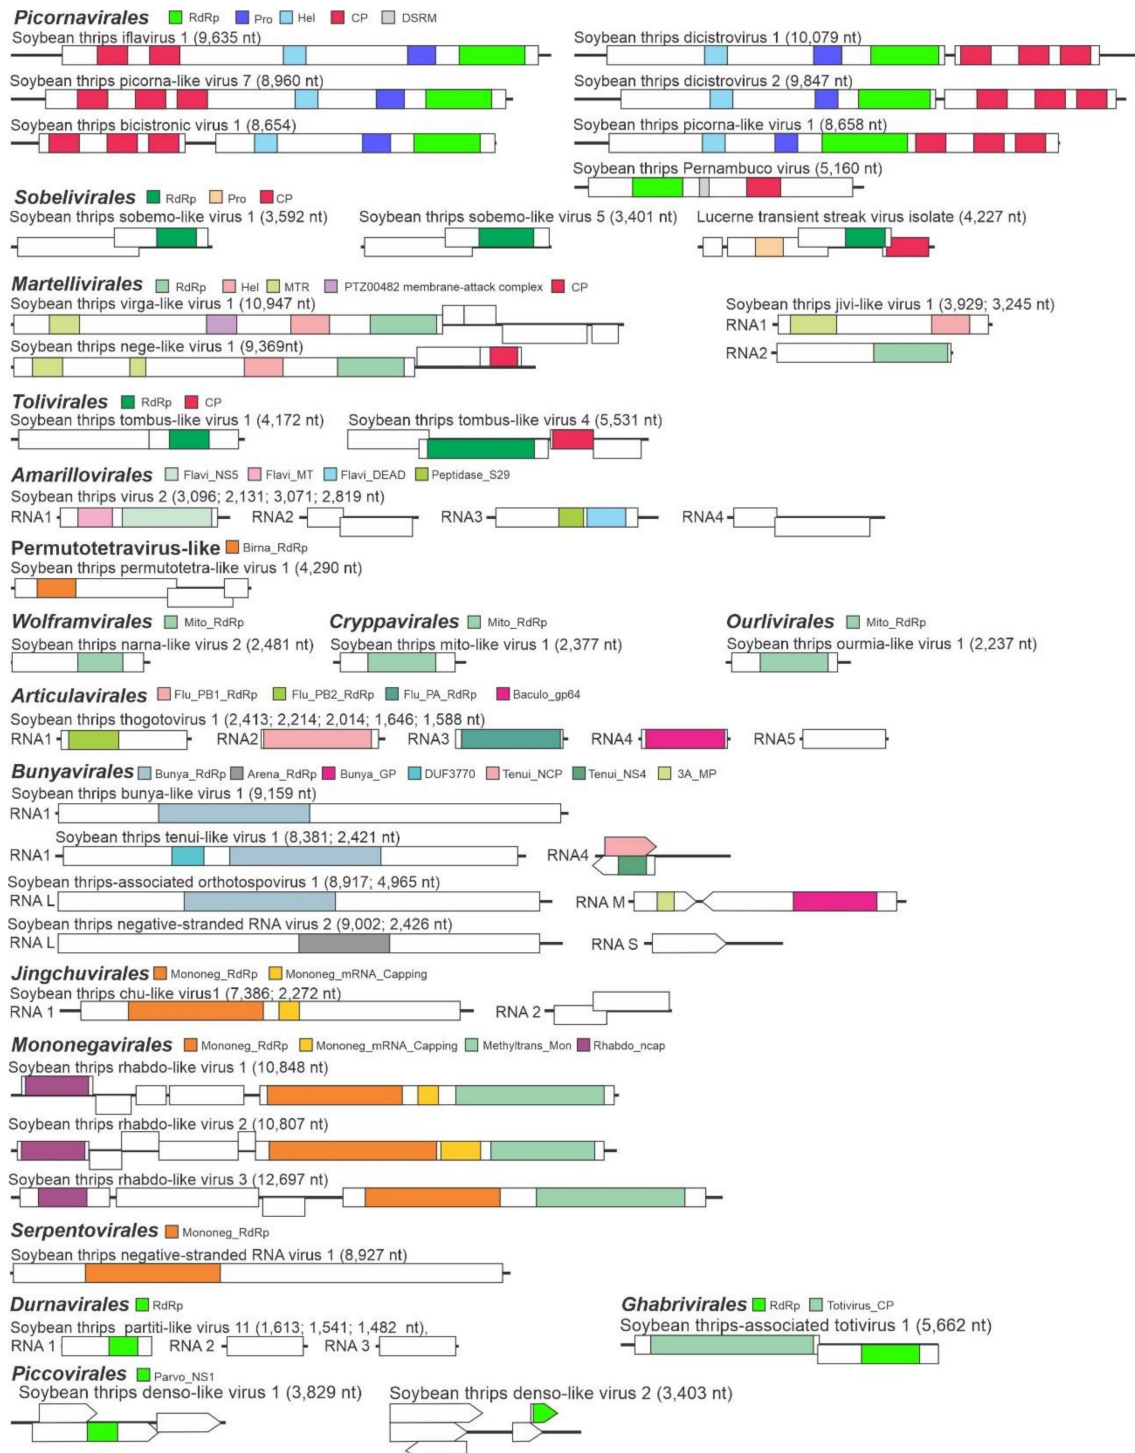 Picornavirales RdRp Pro Hel CP DSRM
Soybean thrips iflavirus 1 (9,635 nt) Soybean thrips dicistrovirus 1 (10,079 nt)
Soybean thrips picorna-like virus 7 (8,960 nt) Soybean thrips dicistrovirus 2 (9,847 nt)
Soybean thrips bicistronic virus 1 (8,654) Soybean thrips picorna-like virus 1 (8,658 nt)
Soybean thrips Pernambuco virus (5,160 nt)
Sobelivirales RdRp Pro CP
Soybean thrips sobemo-like virus 1 (3,592 nt) Soybean thrips sobemo-like virus 5 (3,401 nt) Lucerne transient streak virus isolate (4,227 nt)
Martellivirales RdRp Hel MTR PTZ00482 membrane-attack complex CP
Soybean thrips virga-like virus 1 (10,947 nt) Soybean thrips jivi-like virus 1 (3,929; 3,245 nt)
RNA1
Soybean thrips nege-like virus 1 (9,369nt)
RNA2
Tolivirales RdRp CP
Soybean thrips tombus-like virus 1 (4,172 nt) Soybean thrips tombus-like virus 4 (5,531 nt)
Amarillovirales Flavi_NS5 Flavi_MT Flavi_DEAD Peptidase_S29
Soybean thrips virus 2 (3,096; 2,131; 3,071; 2,819 nt)
RNA1 RNA2 RNA3 RNA4
Permutotetravirus-like Birna_RdRp
Soybean thrips permutotetra-like virus 1 (4,290 nt)
Wolframvirales Mito_RdRp Cryppavirales Mito_RdRp Ourlivirales Mito_RdRp
Soybean thrips narna-like virus 2 (2,481 nt) Soybean thrips mito-like virus 1 (2,377) Soybean thrips ourmia-like virus 1 (2,237 nt)
Articulavirales Flu_PB1_RdRp Flu_PB2_RdRp Flu_PA_RdRp Baculo_gp64
Soybean thrips thogotovirus 1 (2,413; 2,214; 2,014; 1,646; 1,588 nt)
RNA1 RNA2 RNA3 RNA4 RNA5
Bunyavirales Bunya_RdRp Arena_RdRp Bunya_GP DUF3770 Tenui_NCP Tenui_NS4 3A_MP
Soybean thrips bunya-like virus 1 (9,159 nt)
RNA1
Soybean thrips tenui-like virus 1 (8,381; 2,421 nt)
RNA1 RNA4
Soybean thrips-associated orthotospovirus 1 (8,917; 4,965 nt)
RNA L RNA M
Soybean thrips negative-stranded RNA virus 2 (9,002; 2,426 nt)
RNA L RNA S
Jingchuvirales Mononeg_RdRp Mononeg_mRNA_Capping
Soybean thrips chu-like virus1 (7,386; 2,272 nt)
RNA 1 RNA 2
Mononegavirales Mononeg_RdRp Mononeg_mRNA_Capping Methyltrans_Mon Rhabdo_ncap
Soybean thrips rhabdo-like virus 1 (10,848 nt)
Soybean thrips rhabdo-like virus 2 (10,807 nt)
Soybean thrips rhabdo-like virus 3 (12,697 nt)
Serpentovirales Mononeg_RdRp
Soybean thrips negative-stranded RNA virus 1 (8,927 nt)
Durnavirales RdRp Ghabrivirales RdRp Totivirus_CP
Soybean thrips partiti-like virus 11 (1,613; 1,541; 1,482 nt), Soybean thrips-associated totivirus 1 (5,662 nt)
RNA 1 RNA 2 RNA 3
Piccovirales Parvo_NS1
Soybean thrips denso-like virus 1 (3,829 nt) Soybean thrips denso-like virus 2 (3,403 nt)